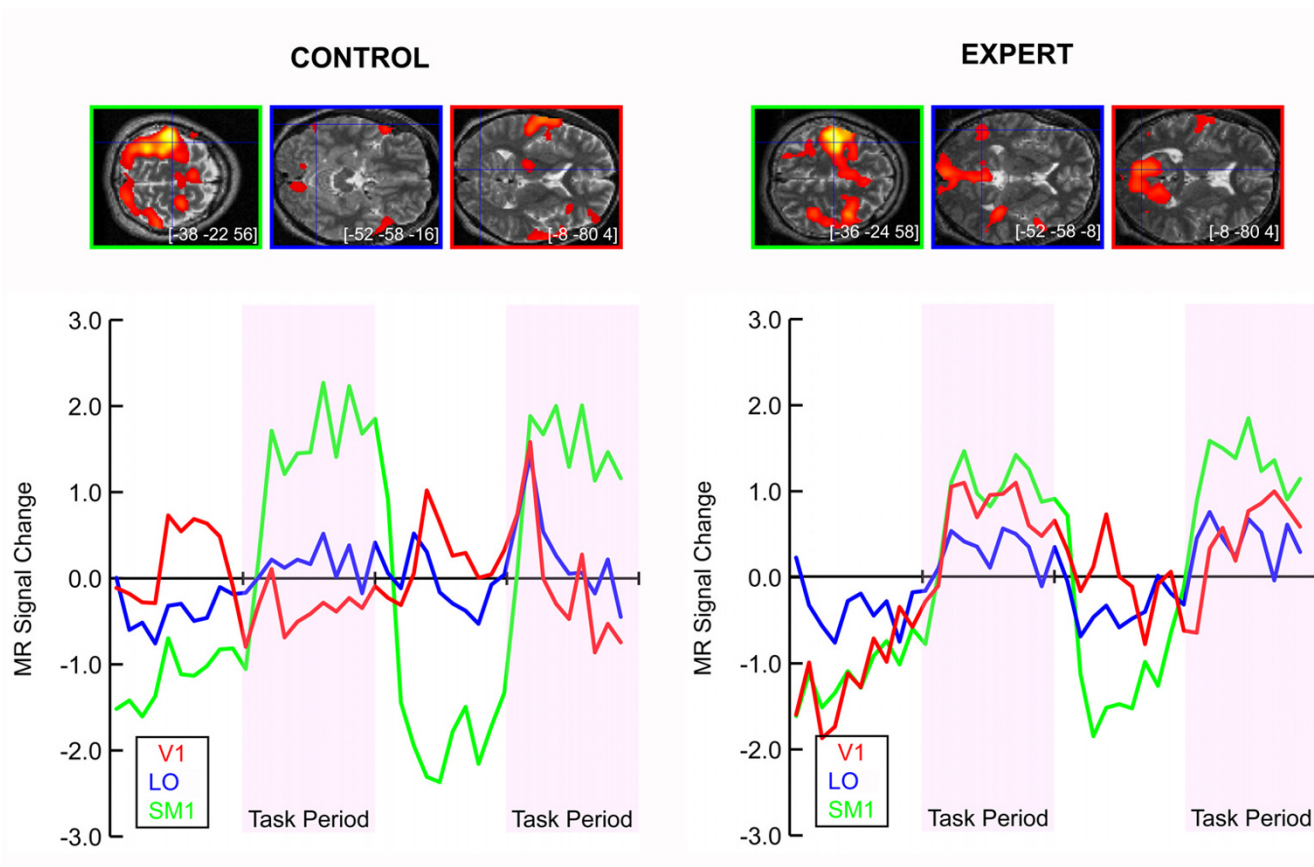 CONTROL
[-38 -22 56]
[-52 -58 -16]
[-8 -80 4]
3.0
2.0
1.0
0.0
-1.0
-2.0
-3.0
MR Signal Change
V1
LO
SM1
Task Period
Task Period
EXPERT
[-36 -24 58]
[-52 -58 -8]
[-8 -80 4]
3.0
2.0
1.0
0.0
-1.0
-2.0
-3.0
MR Signal Change
V1
LO
SM1
Task Period
Task Period